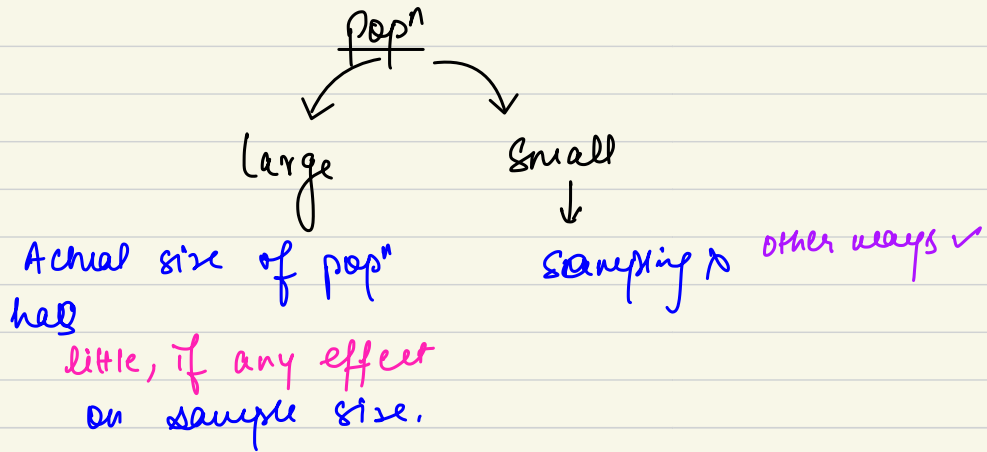 Popⁿ
Large Small
Actual size of popⁿ
has
little, if any effect
on sample size.
sampling ✗ other ways ✓